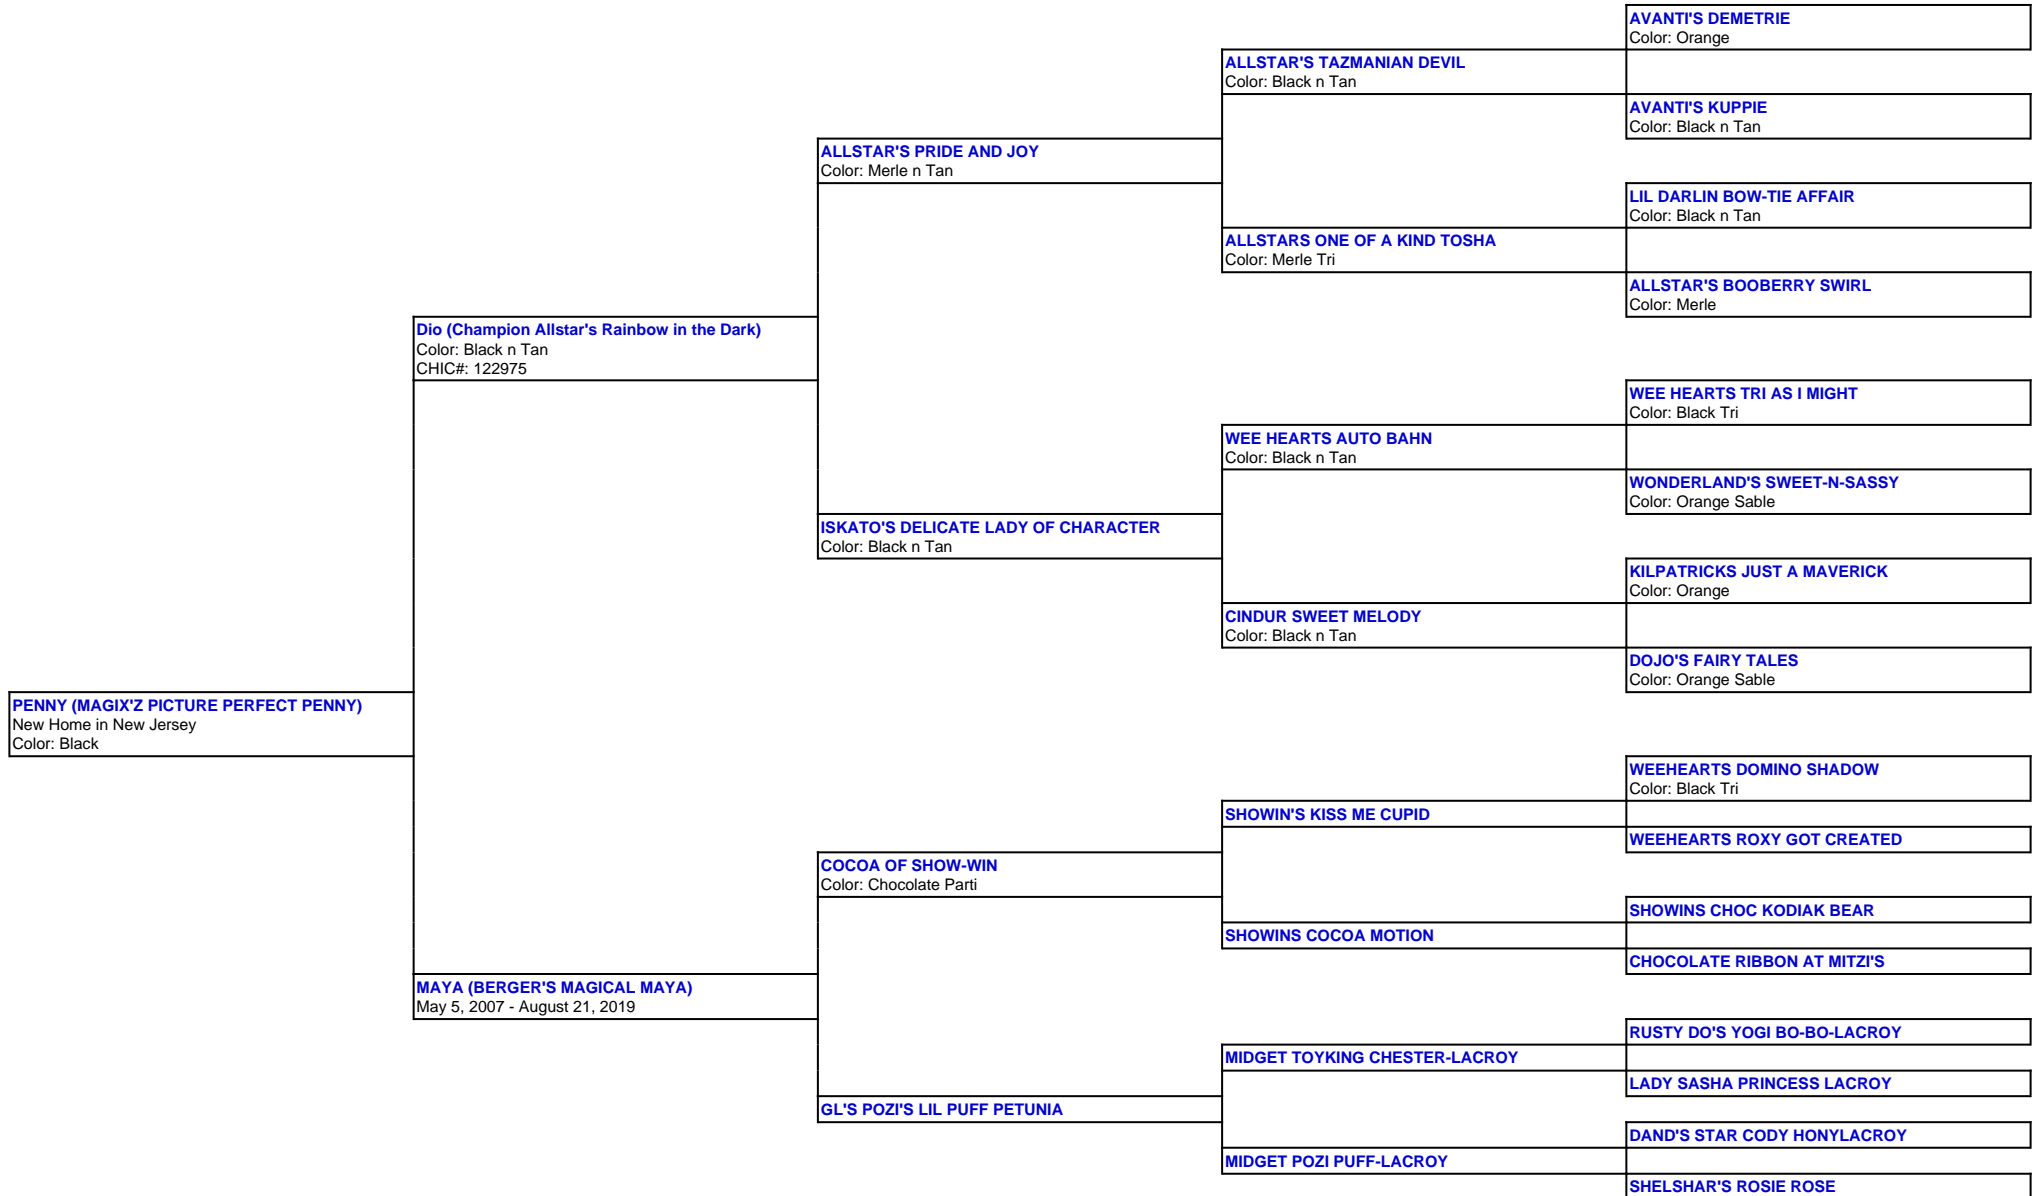 AVANTI'S DEMETRIE
Color: Orange
ALLSTAR'S TAZMANIAN DEVIL
Color: Black n Tan
AVANTI'S KUPPIE
Color: Black n Tan
ALLSTAR'S PRIDE AND JOY
Color: Merle n Tan
LIL DARLIN BOW-TIE AFFAIR
Color: Black n Tan
ALLSTARS ONE OF A KIND TOSHA
Color: Merle Tri
ALLSTAR'S BOOBERRY SWIRL
Color: Merle
Dio (Champion Allstar's Rainbow in the Dark)
Color: Black n Tan
CHIC#: 122975
WEE HEARTS TRI AS I MIGHT
Color: Black Tri
WEE HEARTS AUTO BAHN
Color: Black n Tan
WONDERLAND'S SWEET-N-SASSY
Color: Orange Sable
ISKATO'S DELICATE LADY OF CHARACTER
Color: Black n Tan
KILPATRICKS JUST A MAVERICK
Color: Orange
CINDUR SWEET MELODY
Color: Black n Tan
DOJO'S FAIRY TALES
Color: Orange Sable
PENNY (MAGIX'Z PICTURE PERFECT PENNY)
New Home in New Jersey
Color: Black
WEEHEARTS DOMINO SHADOW
Color: Black Tri
SHOWIN'S KISS ME CUPID
WEEHEARTS ROXY GOT CREATED
COCOA OF SHOW-WIN
Color: Chocolate Parti
SHOWINS CHOC KODIAK BEAR
SHOWINS COCOA MOTION
CHOCOLATE RIBBON AT MITZI'S
MAYA (BERGER'S MAGICAL MAYA)
May 5, 2007 - August 21, 2019
RUSTY DO'S YOGI BO-BO-LACROY
MIDGET TOYKING CHESTER-LACROY
LADY SASHA PRINCESS LACROY
GL'S POZI'S LIL PUFF PETUNIA
DAND'S STAR CODY HONYLACROY
MIDGET POZI PUFF-LACROY
SHELSHAR'S ROSIE ROSE